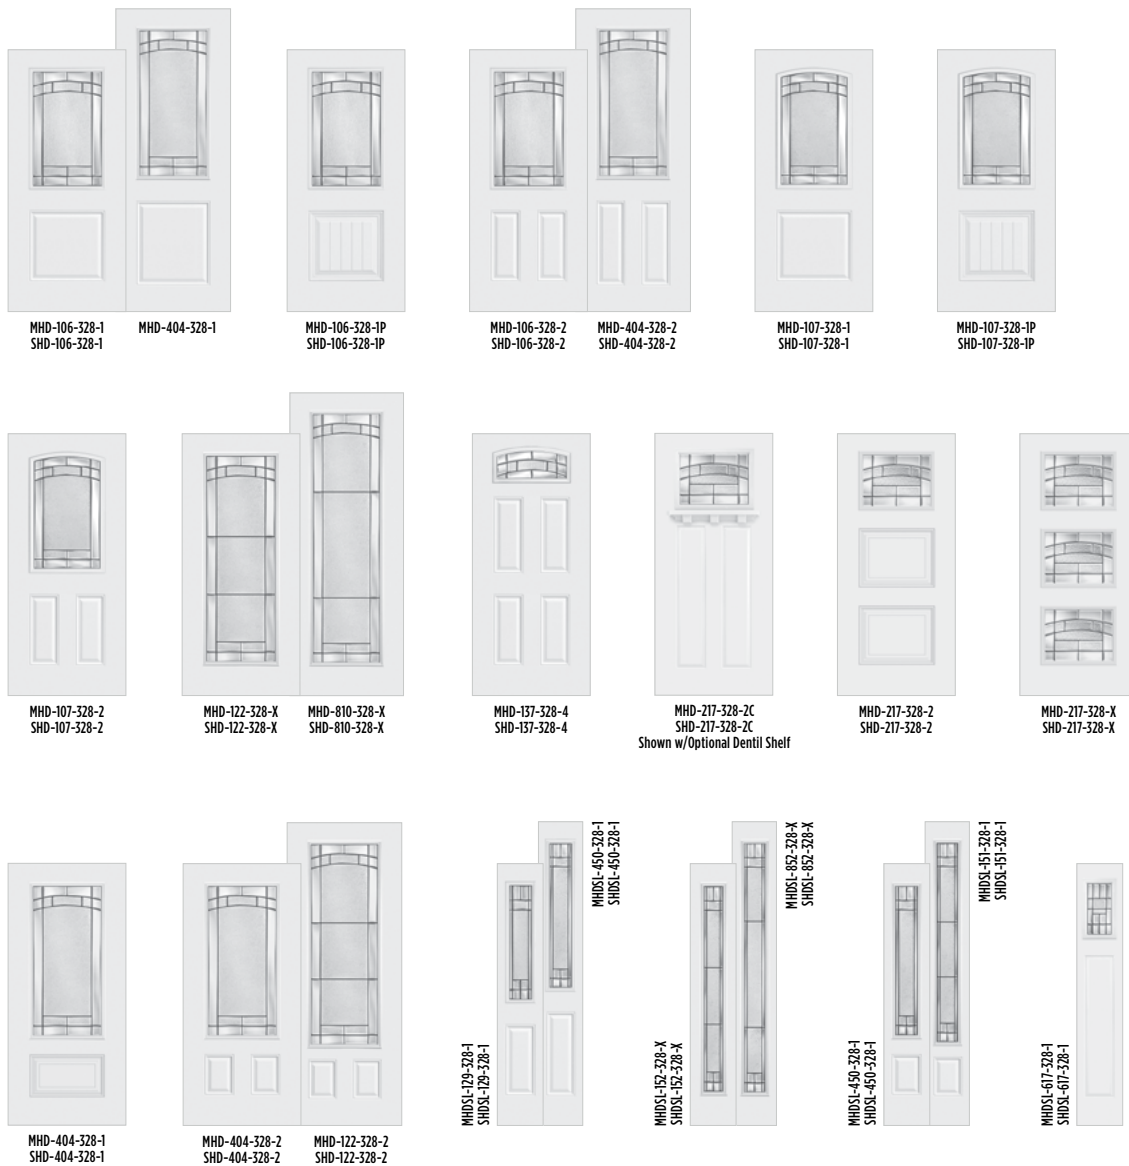 MHD-106-328-1
SHD-106-328-1
MHD-404-328-1
MHD-106-328-1P
SHD-106-328-1P
MHD-106-328-2
SHD-106-328-2
MHD-404-328-2
SHD-404-328-2
MHD-107-328-1
SHD-107-328-1
MHD-107-328-1P
SHD-107-328-1P
MHD-107-328-2
SHD-107-328-2
MHD-122-328-X
SHD-122-328-X
MHD-810-328-X
SHD-810-328-X
MHD-137-328-4
SHD-137-328-4
MHD-217-328-2C
SHD-217-328-2C
Shown w/Optional Dentil Shelf
MHD-217-328-2
SHD-217-328-2
MHD-217-328-X
SHD-217-328-X
MHD-404-328-1
SHD-404-328-1
MHD-404-328-2
SHD-404-328-2
MHD-122-328-2
SHD-122-328-2
MHDSL-129-328-1
SHDSL-129-328-1
MHDSL-450-328-1
SHDSL-450-328-1
MHDSL-152-328-X
SHDSL-152-328-X
MHDSL-852-328-X
SHDSL-852-328-X
MHDSL-450-328-1
SHDSL-450-328-1
MHDSL-151-328-1
SHDSL-151-328-1
MHDSL-617-328-1
SHDSL-617-328-1